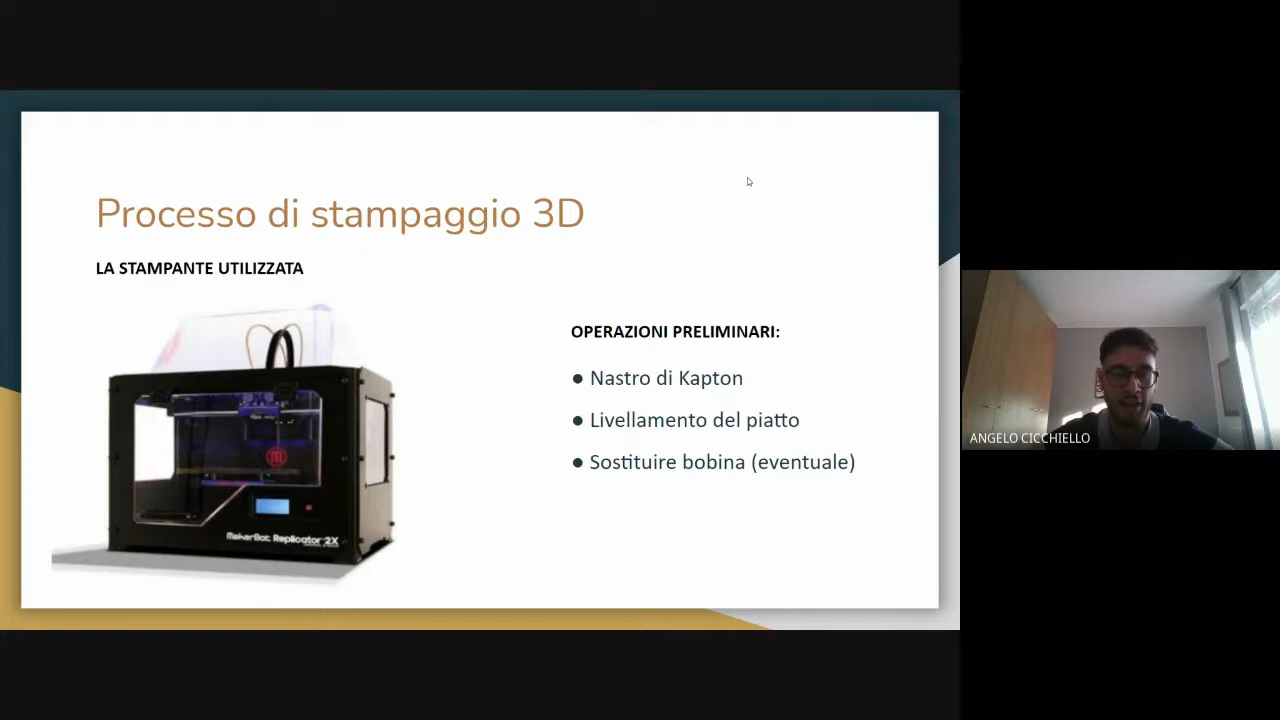 Processo di stampaggio 3D
LA STAMPANTE UTILIZZATA
OPERAZIONI PRELIMINARI:
● Nastro di Kapton
● Livellamento del piatto
● Sostituire bobina (eventuale)
MakerBot Replicator 2X
ANGELO CICCHIELLO